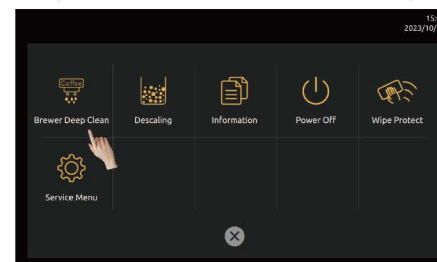 15:
2023/10/
Coffee
Brewer Deep Clean
Descaling
Information
Power Off
Wipe Protect
Service Menu